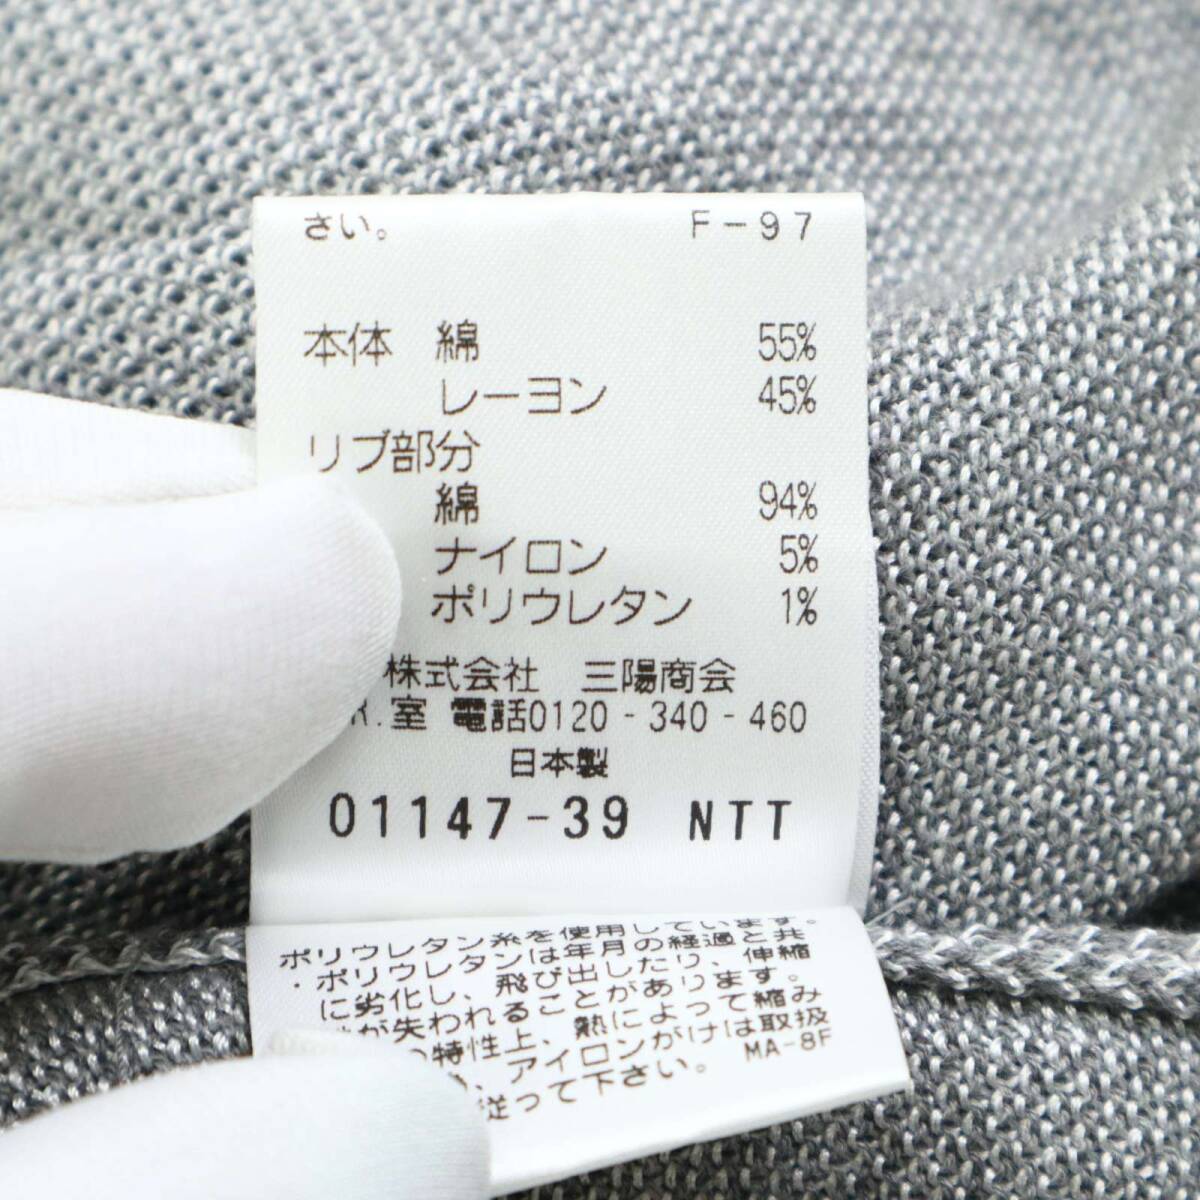 さい。 F-97
本体 綿 55%
レーヨン 45%
リブ部分
綿 94%
ナイロン 5%
ポリウレタン 1%
株式会社 三陽商会
R.室 電話0120-340-460
日本製
01147-39 NTT
ポリウレタン糸を使用しています。
・ポリウレタンは年月の経過と共
に劣化し、飛び出したり、伸縮
が失われることがあります。
の特性上、熱によって縮み
、アイロンがけは取扱
従って下さい。 MA-8F